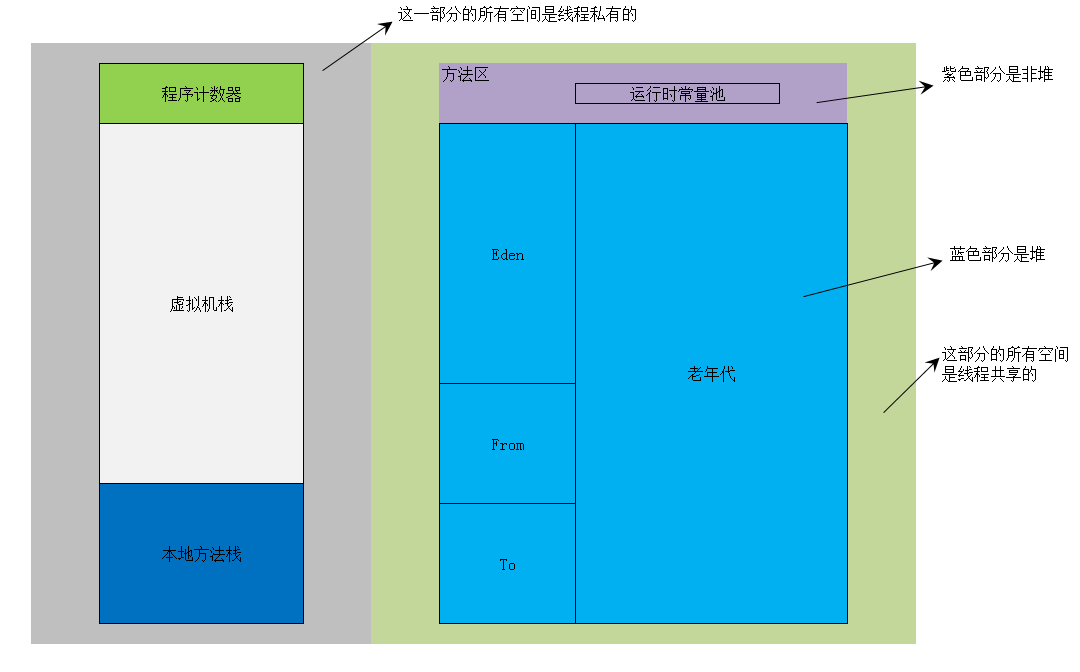 这一部分的所有空间是线程私有的
程序计数器
虚拟机栈
本地方法栈
方法区
运行时常量池
Eden
From
To
老年代
紫色部分是非堆
蓝色部分是堆
这部分的所有空间
是线程共享的